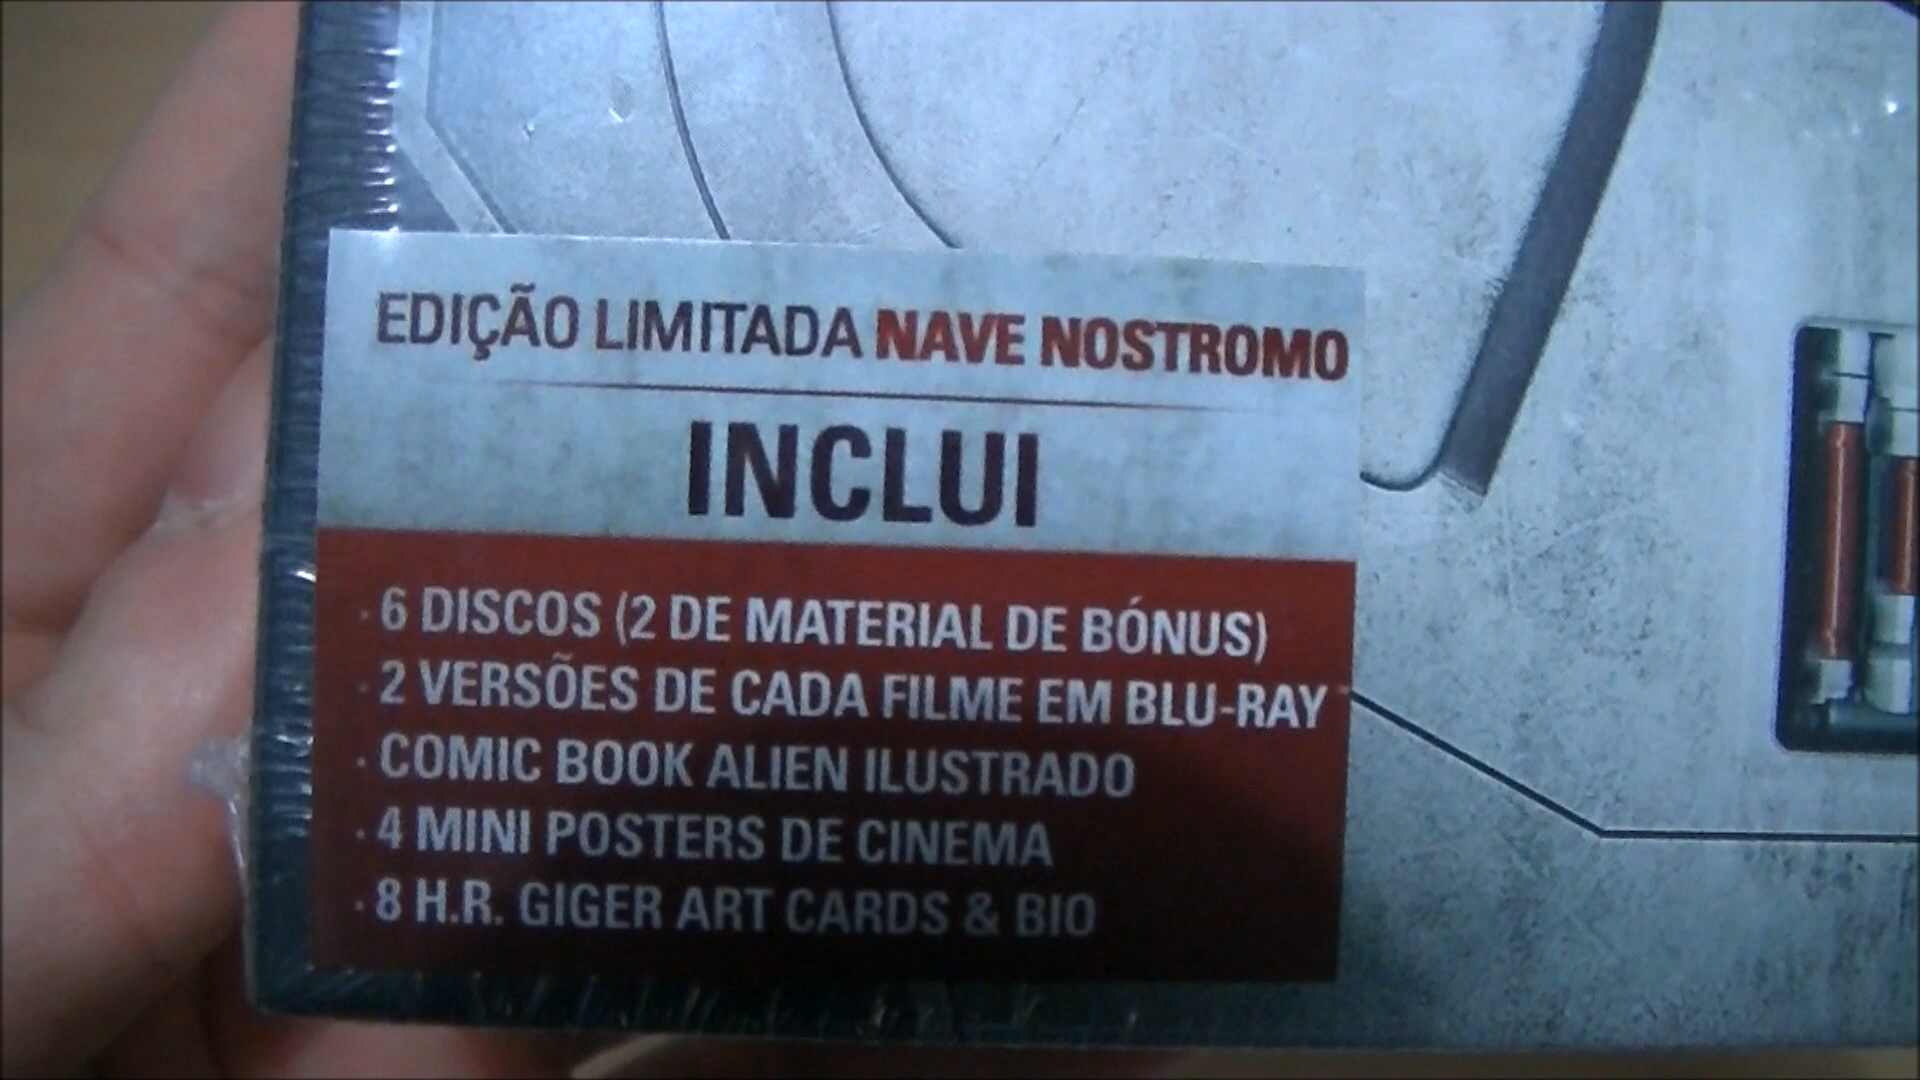 EDIÇÃO LIMITADA NAVE NOSTROMO
INCLUI
· 6 DISCOS (2 DE MATERIAL DE BÓNUS)
· 2 VERSÕES DE CADA FILME EM BLU-RAY
· COMIC BOOK ALIEN ILUSTRADO
· 4 MINI POSTERS DE CINEMA
· 8 H.R. GIGER ART CARDS & BIO